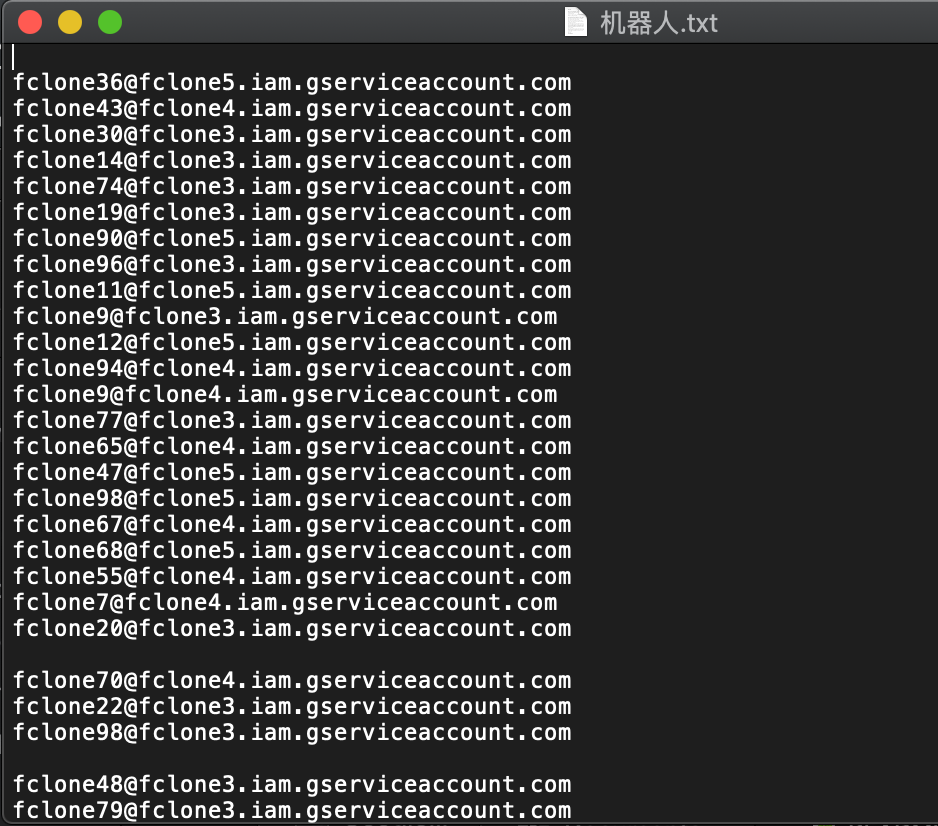 机器人.txt
fclone36@fclone5.iam.gserviceaccount.com
fclone43@fclone4.iam.gserviceaccount.com
fclone30@fclone3.iam.gserviceaccount.com
fclone14@fclone3.iam.gserviceaccount.com
fclone74@fclone3.iam.gserviceaccount.com
fclone19@fclone3.iam.gserviceaccount.com
fclone90@fclone5.iam.gserviceaccount.com
fclone96@fclone3.iam.gserviceaccount.com
fclone11@fclone5.iam.gserviceaccount.com
fclone9@fclone3.iam.gserviceaccount.com
fclone12@fclone5.iam.gserviceaccount.com
fclone94@fclone4.iam.gserviceaccount.com
fclone9@fclone4.iam.gserviceaccount.com
fclone77@fclone3.iam.gserviceaccount.com
fclone65@fclone4.iam.gserviceaccount.com
fclone47@fclone5.iam.gserviceaccount.com
fclone98@fclone5.iam.gserviceaccount.com
fclone67@fclone4.iam.gserviceaccount.com
fclone68@fclone5.iam.gserviceaccount.com
fclone55@fclone4.iam.gserviceaccount.com
fclone7@fclone4.iam.gserviceaccount.com
fclone20@fclone3.iam.gserviceaccount.com
fclone70@fclone4.iam.gserviceaccount.com
fclone22@fclone3.iam.gserviceaccount.com
fclone98@fclone3.iam.gserviceaccount.com
fclone48@fclone3.iam.gserviceaccount.com
fclone79@fclone3.iam.gserviceaccount.com